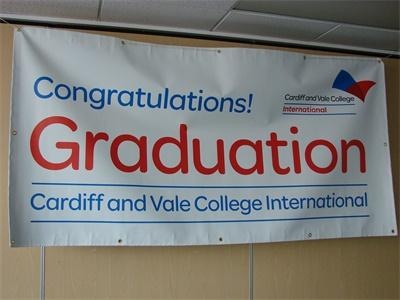 Congratulations!
Cardiff and Vale College
International
Graduation
Cardiff and Vale College International